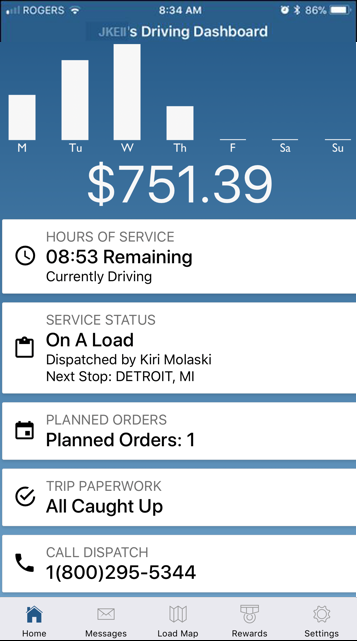 ROGERS 8:34 AM 86%
's Driving Dashboard
M Tu W Th F Sa Su
$751.39
HOURS OF SERVICE
08:53 Remaining
Currently Driving
SERVICE STATUS
On A Load
Dispatched by Kiri Molaski
Next Stop: DETROIT, MI
PLANNED ORDERS
Planned Orders: 1
TRIP PAPERWORK
All Caught Up
CALL DISPATCH
1(800)295-5344
Home Messages Load Map Rewards Settings